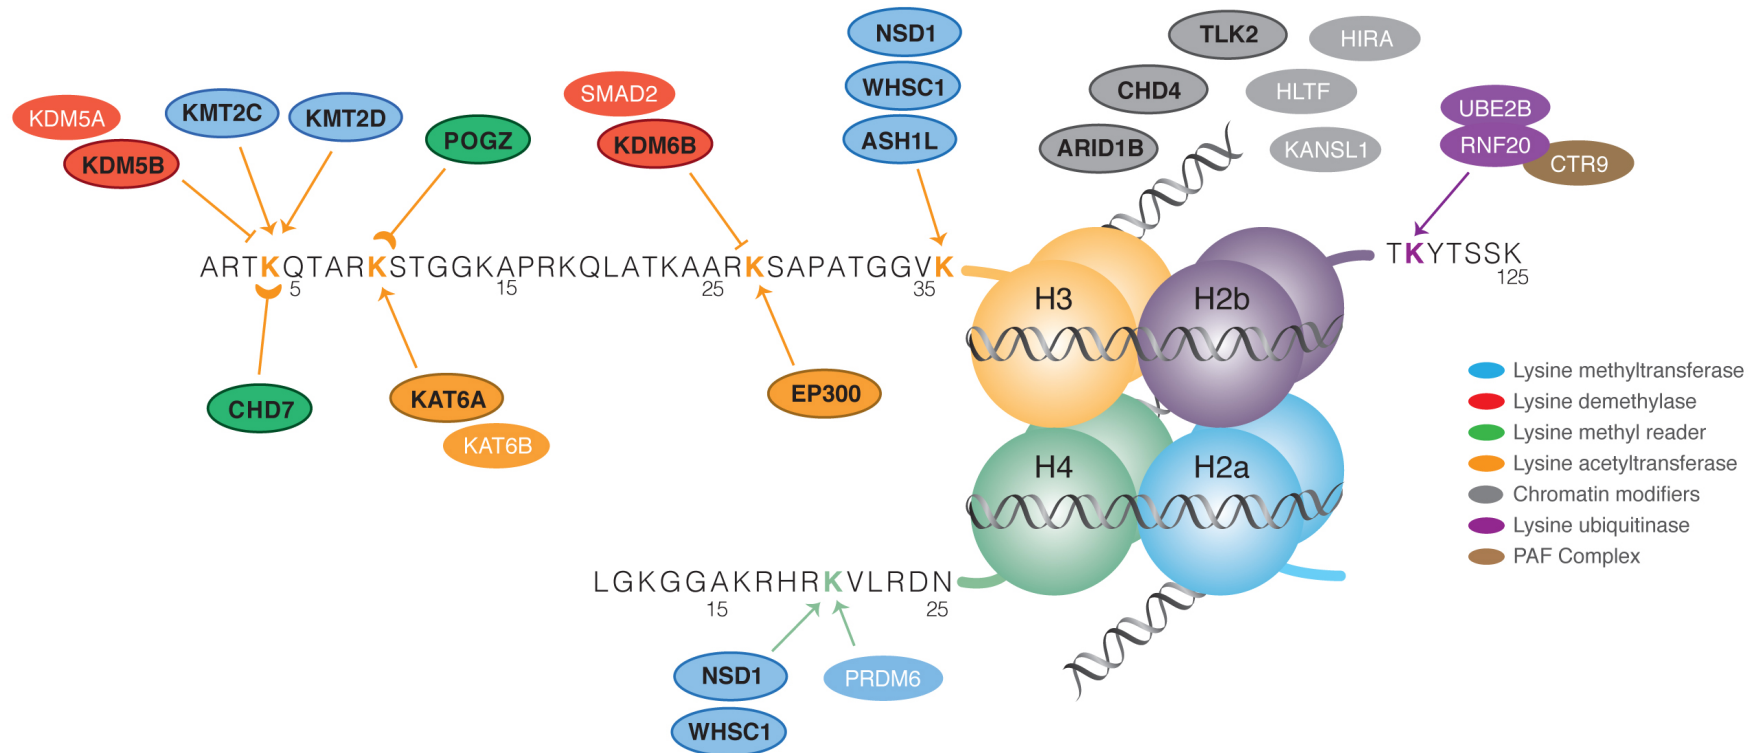 NSD1
TLK2
HIRA
WHSC1
SMAD2
CHD4
HLTF
KDM5A
KMT2C
KMT2D
UBE2B
POGZ
KDM6B
ASH1L
ARID1B
KANSL1
RNF20
CTR9
KDM5B
ARTKQTARKSTGGKAPRKQLATKAARKSAPATGGVK
5
15
25
35
TKYTSSK
125
H3
H2b
CHD7
KAT6A
KAT6B
EP300
H4
H2a
Lysine methyltransferase
Lysine demethylase
Lysine methyl reader
Lysine acetyltransferase
Chromatin modifiers
Lysine ubiquitinase
PAF Complex
LGKGGAKRHRKVLRDN
15
25
NSD1
PRDM6
WHSC1